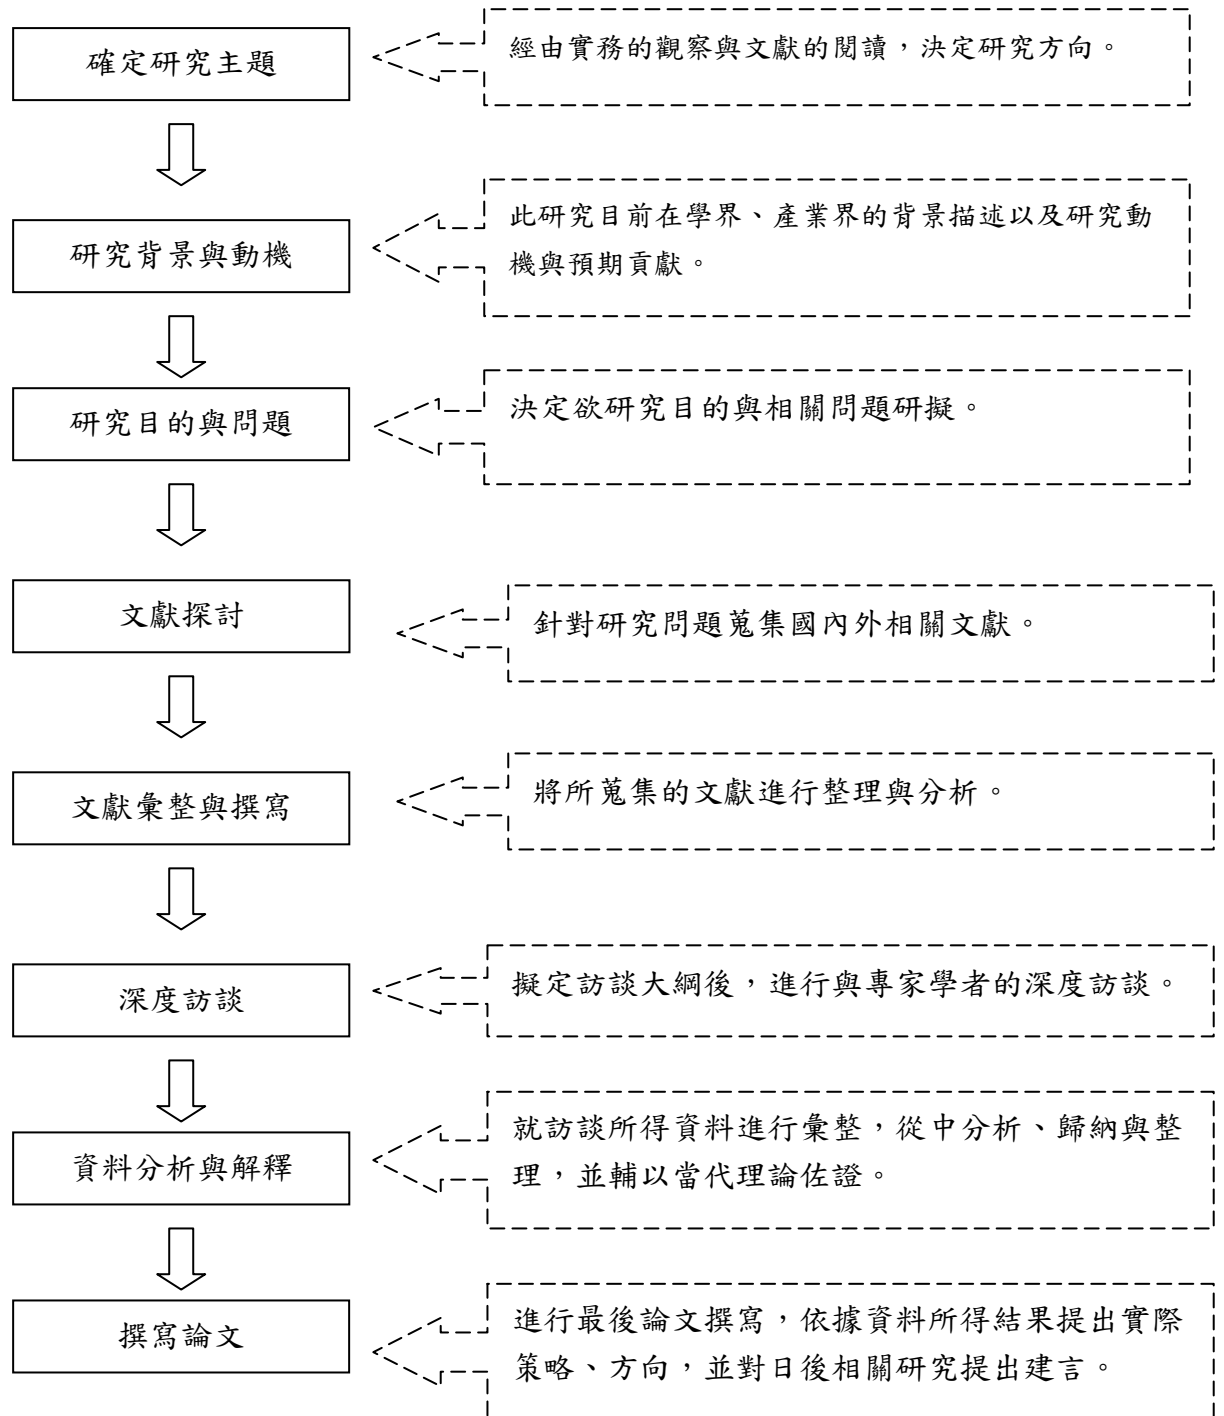 確定研究主題
經由實務的觀察與文獻的閱讀，決定研究方向。
研究背景與動機
此研究目前在學界、產業界的背景描述以及研究動
機與預期貢獻。
研究目的與問題
決定欲研究目的與相關問題研擬。
文獻探討
針對研究問題蒐集國內外相關文獻。
文獻彙整與撰寫
將所蒐集的文獻進行整理與分析。
深度訪談
擬定訪談大綱後，進行與專家學者的深度訪談。
資料分析與解釋
就訪談所得資料進行彙整，從中分析、歸納與整
理，並輔以當代理論佐證。
撰寫論文
進行最後論文撰寫，依據資料所得結果提出實際
策略、方向，並對日後相關研究提出建言。